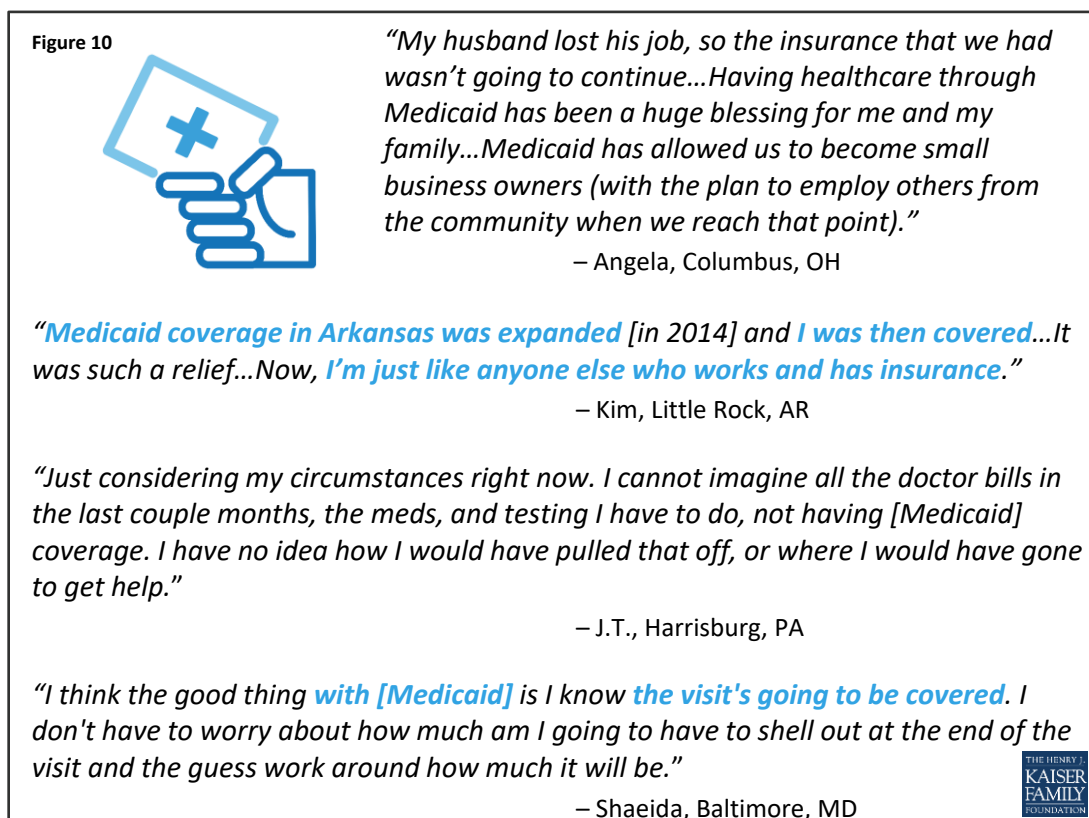 Figure 10
“My husband lost his job, so the insurance that we had
wasn’t going to continue…Having healthcare through
Medicaid has been a huge blessing for me and my
family…Medicaid has allowed us to become small
business owners (with the plan to employ others from
the community when we reach that point).”
– Angela, Columbus, OH
“Medicaid coverage in Arkansas was expanded [in 2014] and I was then covered…It
was such a relief…Now, I’m just like anyone else who works and has insurance.”
– Kim, Little Rock, AR
“Just considering my circumstances right now. I cannot imagine all the doctor bills in
the last couple months, the meds, and testing I have to do, not having [Medicaid]
coverage. I have no idea how I would have pulled that off, or where I would have gone
to get help.”
– J.T., Harrisburg, PA
“I think the good thing with [Medicaid] is I know the visit's going to be covered. I
don't have to worry about how much am I going to have to shell out at the end of the
visit and the guess work around how much it will be.”
– Shaeida, Baltimore, MD
THE HENRY J.
KAISER
FAMILY
FOUNDATION